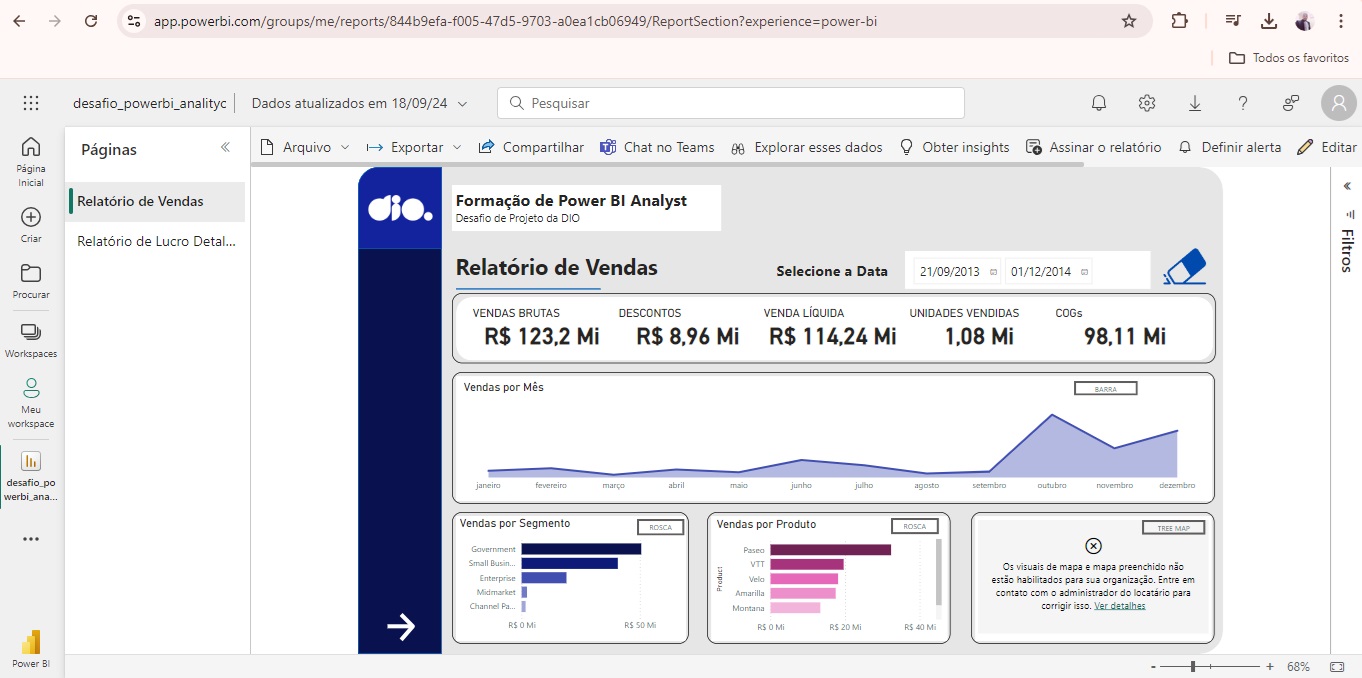 app.powerbi.com/groups/me/reports/844b9efa-f005-47d5-9703-a0ea1cb06949/ReportSection?experience=power-bi
Todos os favoritos
desafio_powerbi_analityc
Dados atualizados em 18/09/24
Pesquisar
Página
Inicial
Criar
Procurar
Workspaces
Meu
workspace
desafio_po
werbi_ana...
Power BI
Páginas
Relatório de Vendas
Relatório de Lucro Detal...
Arquivo
Exportar
Compartilhar
Chat no Teams
Explorar esses dados
Obter insights
Assinar o relatório
Definir alerta
Editar
dio.
Formação de Power BI Analyst
Desafio de Projeto da DIO
Relatório de Vendas
Selecione a Data
21/09/2013
01/12/2014
VENDAS BRUTAS
R$ 123,2 Mi
DESCONTOS
R$ 8,96 Mi
VENDA LÍQUIDA
R$ 114,24 Mi
UNIDADES VENDIDAS
1,08 Mi
COGs
98,11 Mi
Vendas por Mês
BARRA
janeiro
fevereiro
março
abril
maio
junho
julho
agosto
setembro
outubro
novembro
dezembro
Vendas por Segmento
ROSCA
Government
Small Busin...
Enterprise
Midmarket
Channel Pa...
R$ 0 Mi
R$ 50 Mi
Vendas por Produto
ROSCA
Product
Paseo
VTT
Velo
Amarilla
Montana
R$ 0 Mi
R$ 20 Mi
R$ 40 Mi
TREE MAP
Os visuais de mapa e mapa preenchido não
estão habilitados para sua organização. Entre em
contato com o administrador do locatário para
corrigir isso. Ver detalhes
Filtros
- + 68%